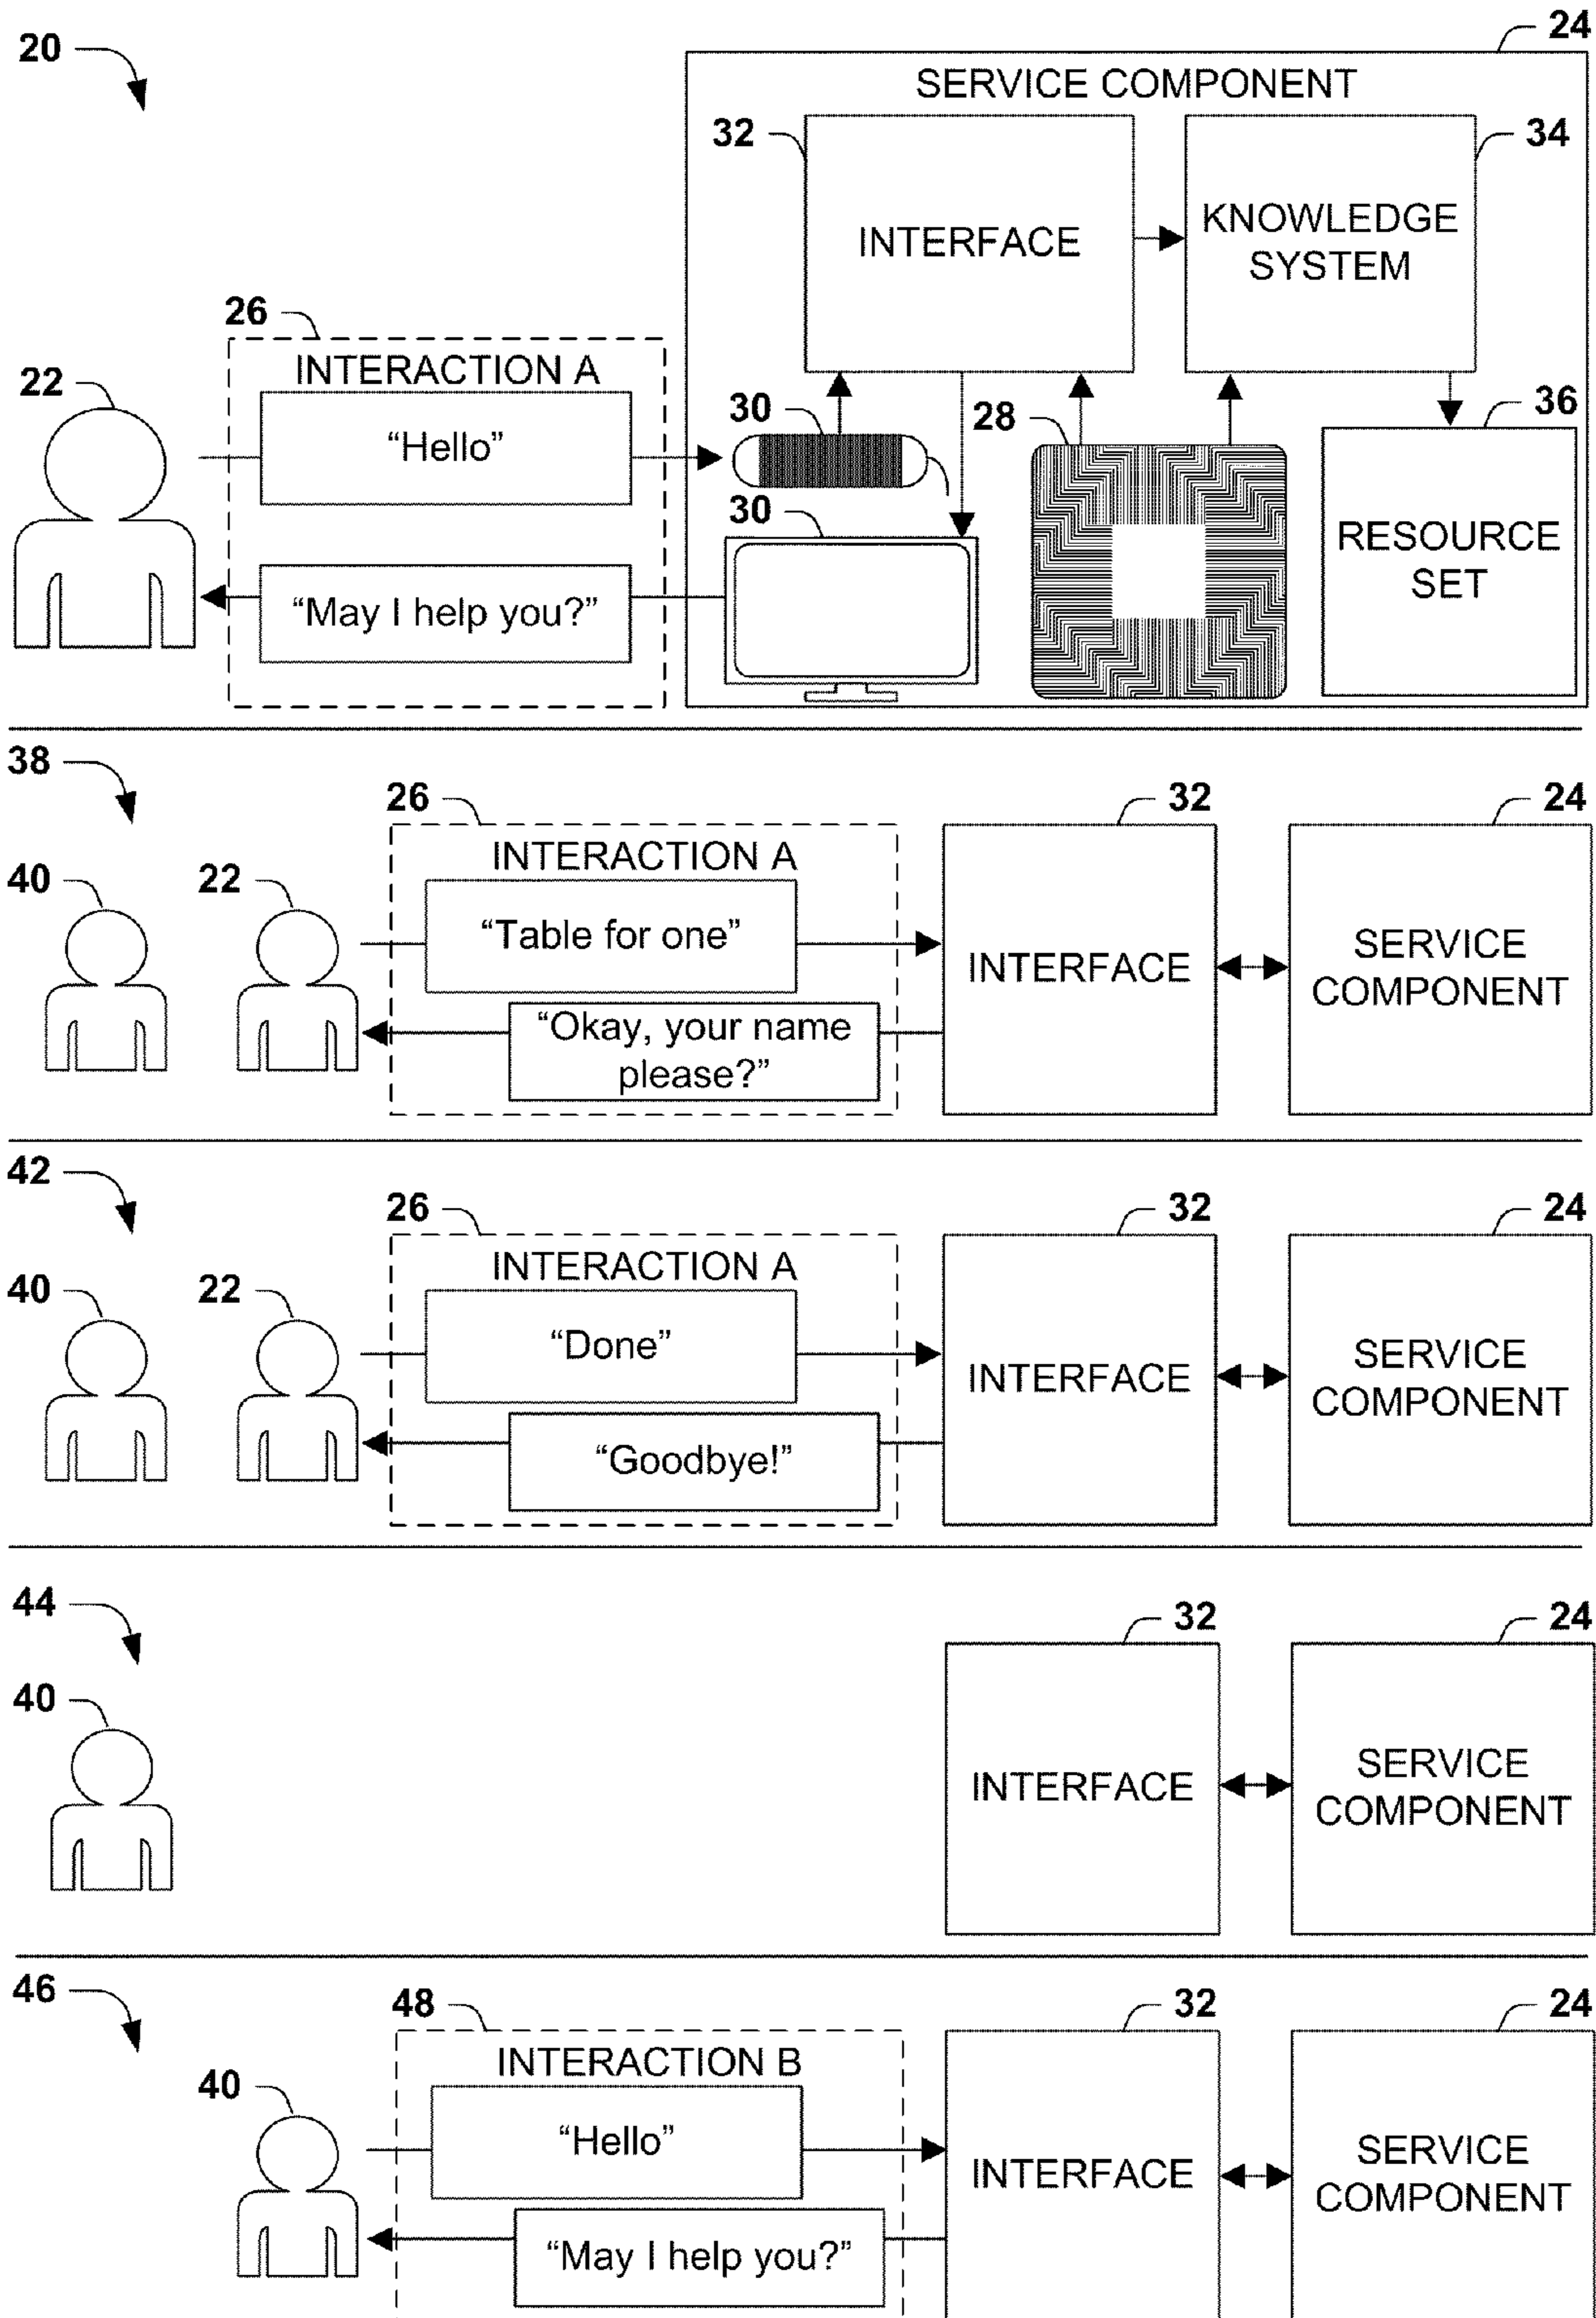 20
24
SERVICE COMPONENT
32
34
INTERFACE
KNOWLEDGE
SYSTEM
26
INTERACTION A
22
"Hello"
30
28
36
30
RESOURCE
SET
"May I help you?"
38
26
32
24
INTERACTION A
40
22
"Table for one"
INTERFACE
SERVICE
COMPONENT
"Okay, your name
please?"
42
26
32
24
INTERACTION A
40
22
"Done"
INTERFACE
SERVICE
COMPONENT
"Goodbye!"
44
32
24
40
INTERFACE
SERVICE
COMPONENT
46
48
32
24
INTERACTION B
40
"Hello"
INTERFACE
SERVICE
COMPONENT
"May I help you?"